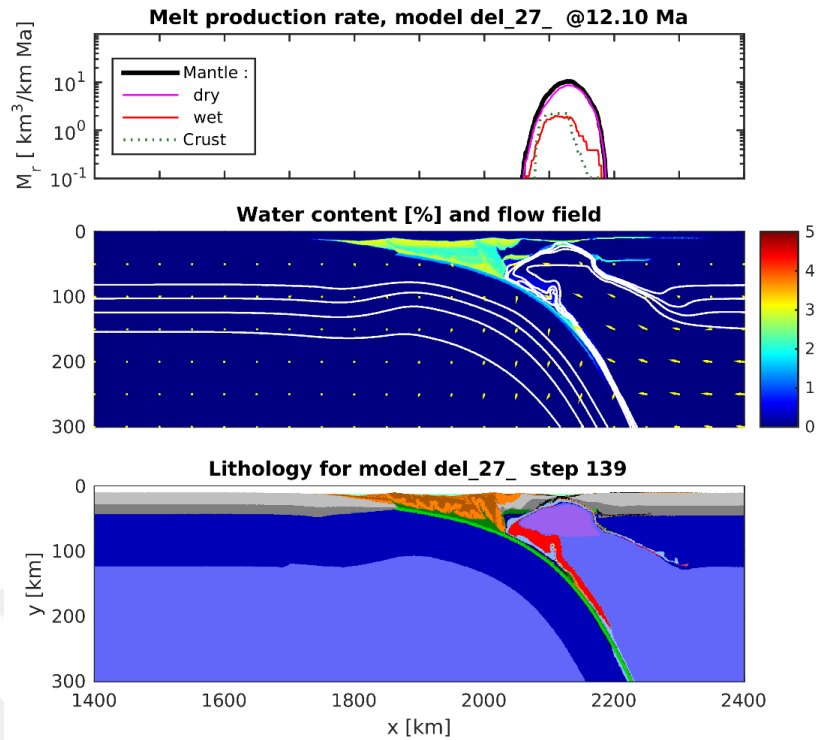 Melt production rate, model del_27_ @12.10 Ma
M_r [ km^3/km Ma]
10^1
10^0
10^-1
Mantle :
dry
wet
Crust
Water content [%] and flow field
0
100
200
300
5
4
3
2
1
0
Lithology for model del_27_ step 139
y [km]
0
100
200
300
1400 1600 1800 2000 2200 2400
x [km]